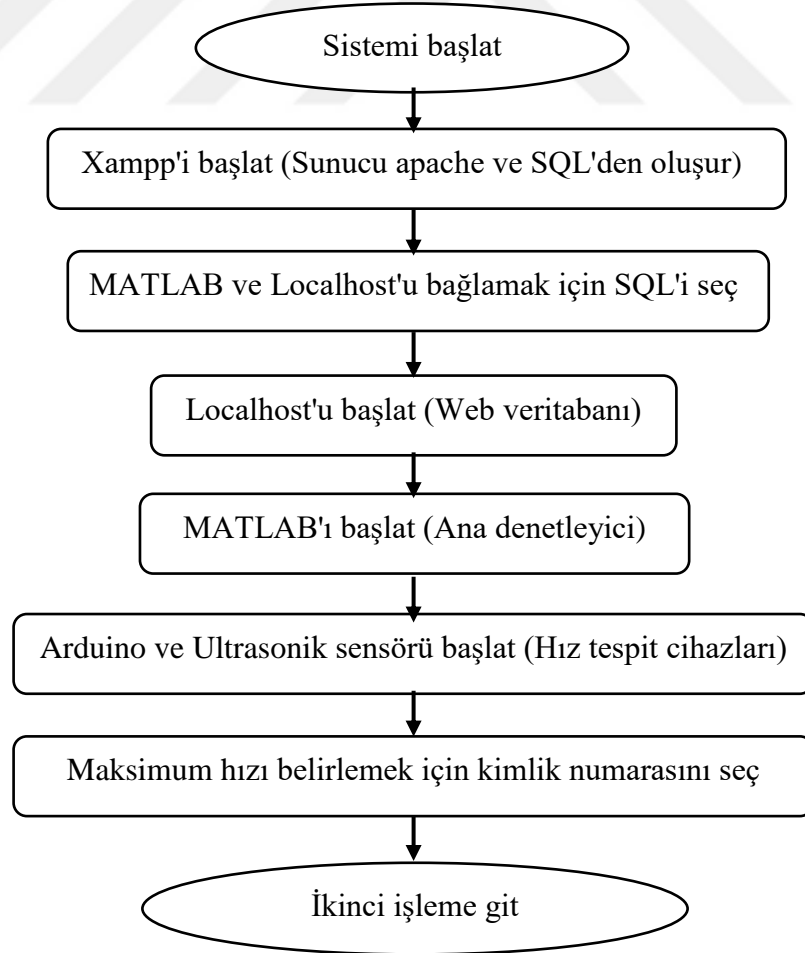 Sistemi başlat
Xampp'i başlat (Sunucu apache ve SQL'den oluşur)
MATLAB ve Localhost'u bağlamak için SQL'i seç
Localhost'u başlat (Web veritabanı)
MATLAB'ı başlat (Ana denetleyici)
Arduino ve Ultrasonik sensörü başlat (Hız tespit cihazları)
Maksimum hızı belirlemek için kimlik numarasını seç
İkinci işleme git